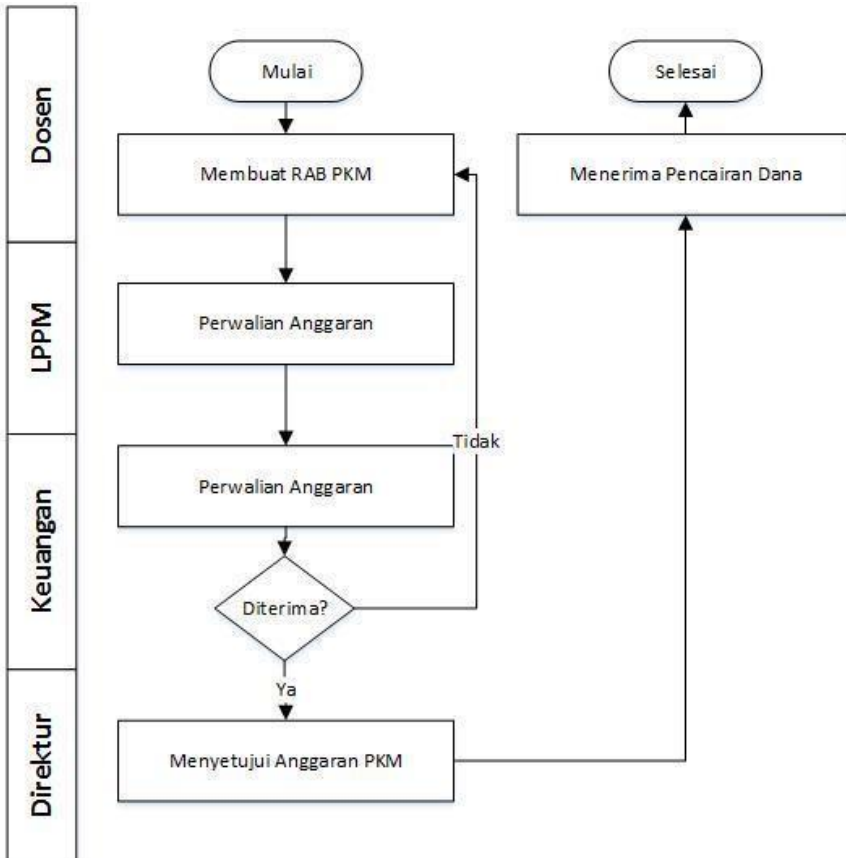 Dosen
Mulai
Selesai
Membuat RAB PKM
Menerima Pencairan Dana
LPPM
Perwalian Anggaran
Tidak
Keuangan
Perwalian Anggaran
Diterima?
Ya
Direktur
Menyetujui Anggaran PKM